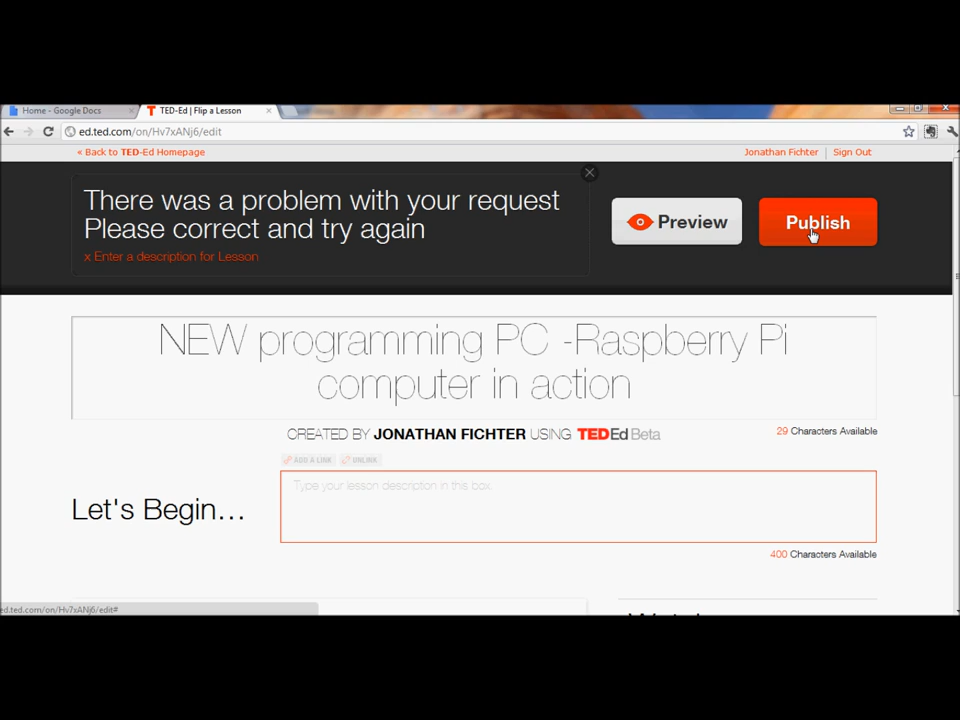 Home - Google Docs
TED-Ed | Flip a Lesson
ed.ted.com/on/Hv7xANj6/edit
« Back to TED-Ed Homepage
Jonathan Fichter
Sign Out
There was a problem with your request
Please correct and try again
x Enter a description for Lesson
Preview
Publish
NEW programming PC -Raspberry Pi
computer in action
CREATED BY JONATHAN FICHTER USING TEDEd Beta
29 Characters Available
ADD A LINK
UNLINK
Let's Begin...
Type your lesson description in this box.
400 Characters Available
ed.ted.com/on/Hv7xANj6/edit#